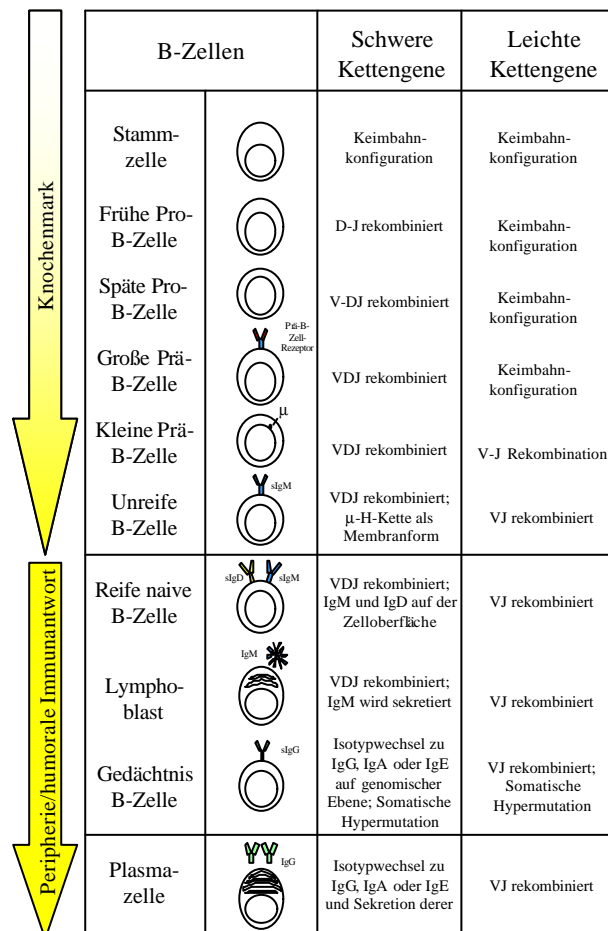 B-Zellen
Schwere
Kettengene
Leichte
Kettengene
Knochenmark
Stamm-
zelle
Keimbahn-
konfiguration
Keimbahn-
konfiguration
Frühe Pro-
B-Zelle
D-J rekombiniert
Keimbahn-
konfiguration
Späte Pro-
B-Zelle
V-DJ rekombiniert
Keimbahn-
konfiguration
Große Prä-
B-Zelle
Prä-B-
Zell-
Rezeptor
VDJ rekombiniert
Keimbahn-
konfiguration
Kleine Prä-
B-Zelle
μ
VDJ rekombiniert
V-J Rekombination
Unreife
B-Zelle
sIgM
VDJ rekombiniert;
μ-H-Kette als
Membranform
VJ rekombiniert
Peripherie/humorale Immunantwort
Reife naive
B-Zelle
sIgD
sIgM
VDJ rekombiniert;
IgM und IgD auf der
Zelloberfläche
VJ rekombiniert
Lympho-
blast
IgM
VDJ rekombiniert;
IgM wird sekretiert
VJ rekombiniert
Gedächtnis
B-Zelle
sIgG
Isotypwechsel zu
IgG, IgA oder IgE
auf genomischer
Ebene; Somatische
Hypermutation
VJ rekombiniert;
Somatische
Hypermutation
Plasma-
zelle
IgG
Isotypwechsel zu
IgG, IgA oder IgE
und Sekretion derer
VJ rekombiniert